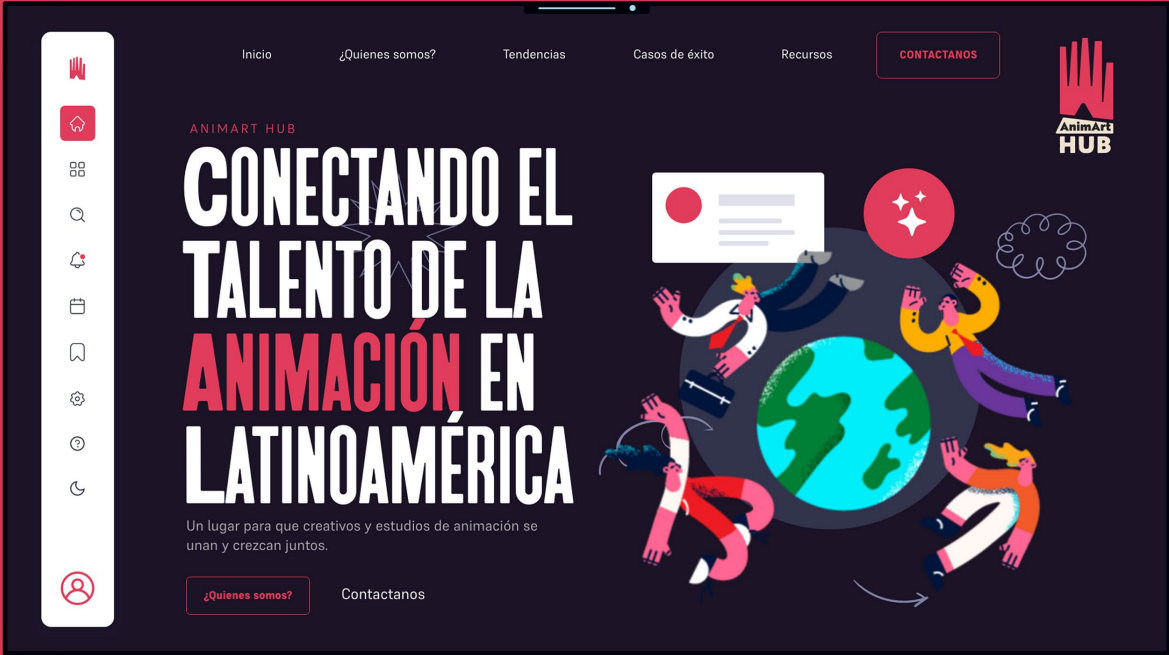 Inicio
¿Quienes somos?
Tendencias
Casos de éxito
Recursos
CONTACTANOS
AnimArt
HUB
ANIMART HUB
CONECTANDO EL
TALENTO DE LA
ANIMACIÓN EN
LATINOAMÉRICA
Un lugar para que creativos y estudios de animación se
unan y crezcan juntos.
¿Quienes somos?
Contactanos